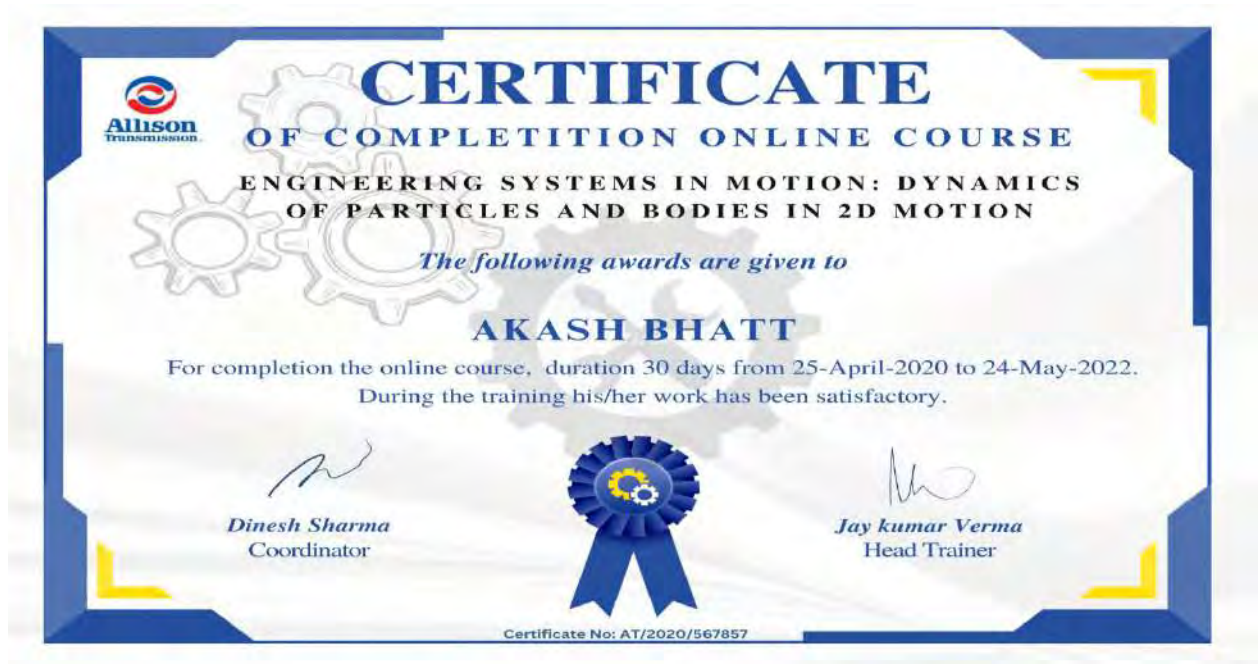 Allison
Transmission.
CERTIFICATE
OF COMPLETITION ONLINE COURSE
ENGINEERING SYSTEMS IN MOTION: DYNAMICS
OF PARTICLES AND BODIES IN 2D MOTION
The following awards are given to
AKASH BHATT
For completion the online course, duration 30 days from 25-April-2020 to 24-May-2022.
During the training his/her work has been satisfactory.
Dinesh Sharma
Coordinator
Jay kumar Verma
Head Trainer
Certificate No: AT/2020/567857